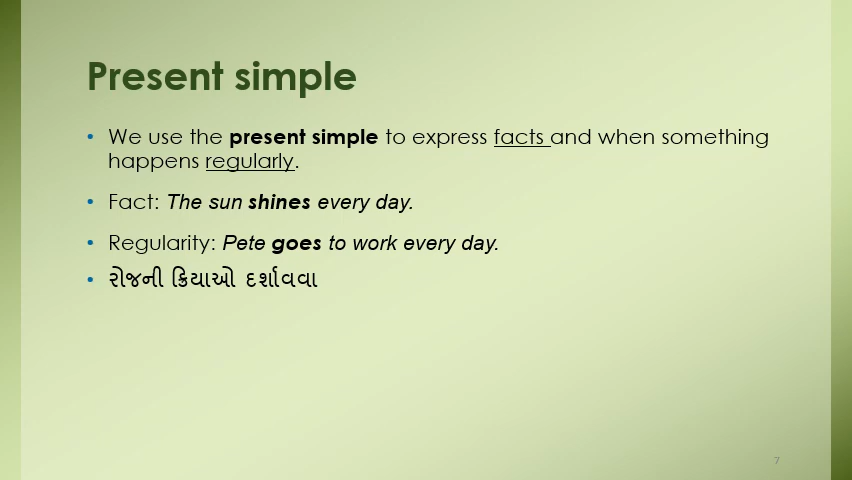 Present simple
• We use the present simple to express facts and when something
happens regularly.
• Fact: The sun shines every day.
• Regularity: Pete goes to work every day.
• રોજની ક્રિયાઓ દર્શાવવા
7